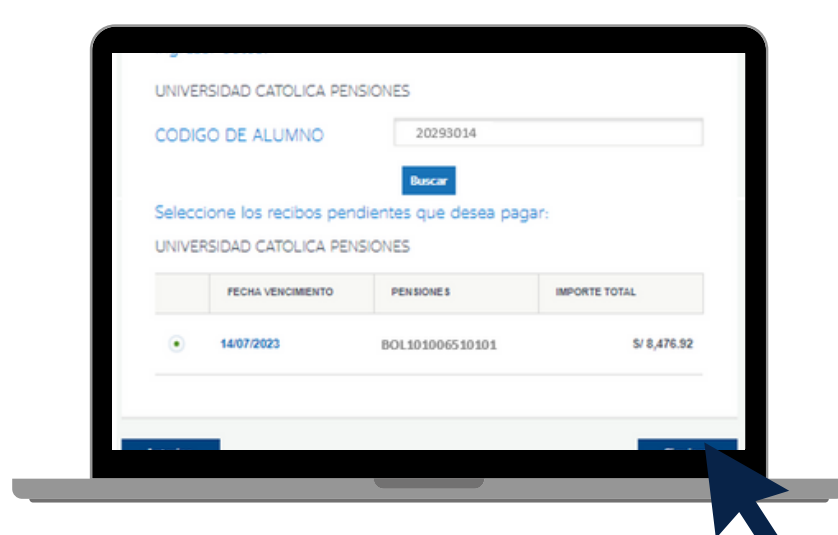 UNIVERSIDAD CATOLICA PENSIONES
CODIGO DE ALUMNO 20293014
Buscar
Seleccione los recibos pendientes que desea pagar:
UNIVERSIDAD CATOLICA PENSIONES
FECHA VENCIMIENTO PENSIONES IMPORTE TOTAL
14/07/2023 BOL101006510101 S/ 8,476.92